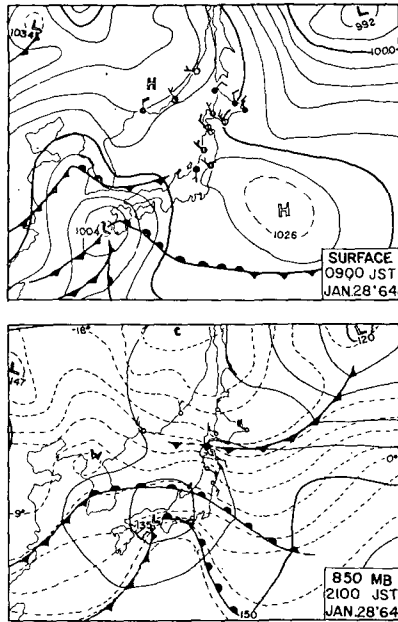 L
1034
L
992
1000
H
H
1026
1004
SURFACE
0900 JST
JAN.28'64
-18°
C
L
120
L
147
W
0°
-9°
135
150
850 MB
2100 JST
JAN.28'64